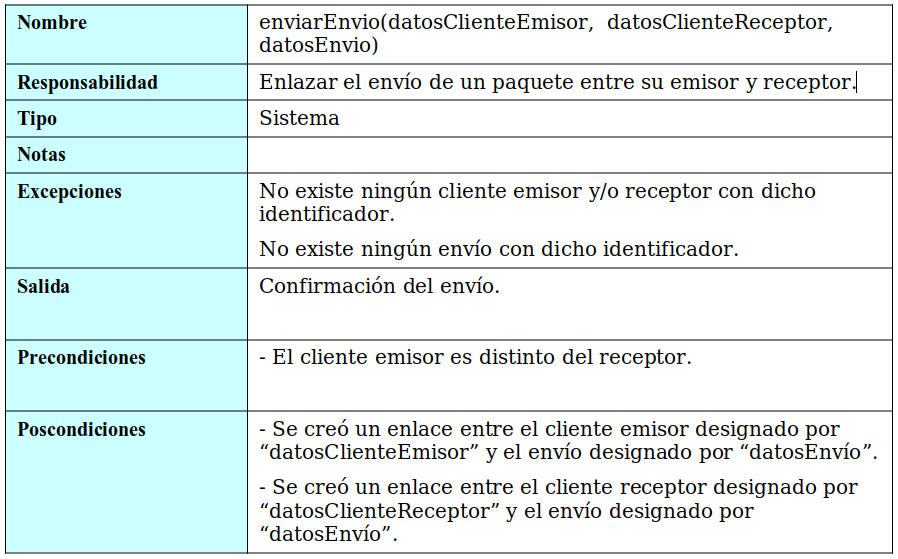 Nombre
enviarEnvio(datosClienteEmisor, datosClienteReceptor,
datosEnvio)
Responsabilidad
Enlazar el envío de un paquete entre su emisor y receptor.
Tipo
Sistema
Notas
Excepciones
No existe ningún cliente emisor y/o receptor con dicho
identificador.
No existe ningún envío con dicho identificador.
Salida
Confirmación del envío.
Precondiciones
- El cliente emisor es distinto del receptor.
Poscondiciones
- Se creó un enlace entre el cliente emisor designado por
“datosClienteEmisor” y el envío designado por “datosEnvío”.
- Se creó un enlace entre el cliente receptor designado por
“datosClienteReceptor” y el envío designado por
“datosEnvío”.